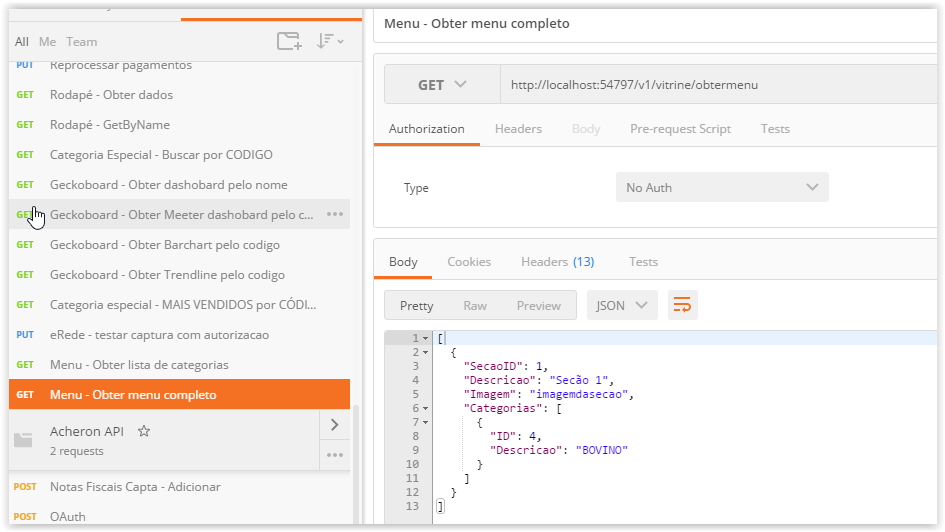 All Me Team
PUT Reprocessar pagamentos
GET Rodapé - Obter dados
GET Rodapé - GetByName
GET Categoria Especial - Buscar por CODIGO
GET Geckoboard - Obter dashobard pelo nome
GET Geckoboard - Obter Meeter dashobard pelo c...
GET Geckoboard - Obter Barchart pelo codigo
GET Geckoboard - Obter Trendline pelo codigo
GET Categoria especial - MAIS VENDIDOS por CÓDI...
PUT eRede - testar captura com autorizacao
GET Menu - Obter lista de categorias
GET Menu - Obter menu completo
Acheron API
2 requests
POST Notas Fiscais Capta - Adicionar
POST OAuth
Menu - Obter menu completo
GET http://localhost:54797/v1/vitrine/obtermenu
Authorization Headers Body Pre-request Script Tests
Type No Auth
Body Cookies Headers (13) Tests
Pretty Raw Preview JSON
1 [
2 {
3 "SecaoID": 1,
4 "Descricao": "Secão 1",
5 "Imagem": "imagemdasecao",
6 "Categorias": [
7 {
8 "ID": 4,
9 "Descricao": "BOVINO"
10 }
11 ]
12 }
13 ]